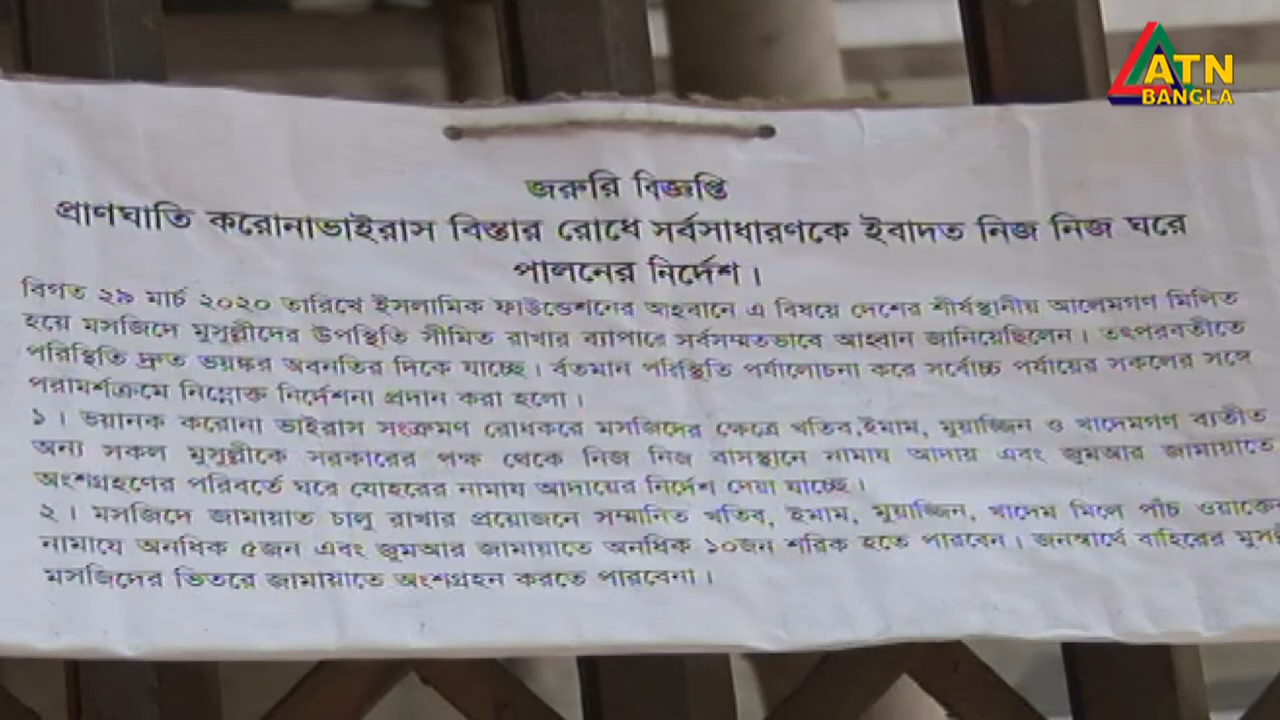 ATN
BANGLA
জরুরি বিজ্ঞপ্তি
প্রাণঘাতি করোনাভাইরাস বিস্তার রোধে সর্বসাধারণকে ইবাদত নিজ নিজ ঘরে
পালনের নির্দেশ।
বিগত ২৯ মার্চ ২০২০ তারিখে ইসলামিক ফাউন্ডেশনের আহবানে এ বিষয়ে দেশের শীর্ষস্থানীয় আলেমগণ মিলিত
হয়ে মসজিদে মুসল্লীদের উপস্থিতি সীমিত রাখার ব্যাপারে সর্বসম্মতভাবে আহবান জানিয়েছিলেন। তৎপরবর্তীতে
পরিস্থিতি দ্রুত ভয়ঙ্কর অবনতির দিকে যাচ্ছে। বর্তমান পরিস্থিতি পর্যালোচনা করে সর্বোচ্চ পর্যায়ের সকলের সঙ্গে
পরামর্শক্রমে নিম্নোক্ত নির্দেশনা প্রদান করা হলো।
১। ভয়ানক করোনা ভাইরাস সংক্রমণ রোধকল্পে মসজিদের ক্ষেত্রে খতিব,ইমাম, মুয়াজ্জিন ও খাদেমগণ ব্যতীত
অন্য সকল মুসল্লীকে সরকারের পক্ষ থেকে নিজ নিজ বাসস্থানে নামায আদায় এবং জুমআর জামায়াতে
অংশগ্রহণের পরিবর্তে ঘরে যোহরের নামায আদায়ের নির্দেশ দেয়া যাচ্ছে।
২। মসজিদে জামায়াত চালু রাখার প্রয়োজনে সম্মানিত খতিব, ইমাম, মুয়াজ্জিন, খাদেম মিলে পাঁচ ওয়াক্তের
নামাযে অনধিক ৫জন এবং জুমআর জামায়াতে অনধিক ১০জন শরিক হতে পারবেন। জনস্বার্থে বাহিরের
মসজিদের ভিতরে জামায়াতে অংশগ্রহন করতে পারবেনা।